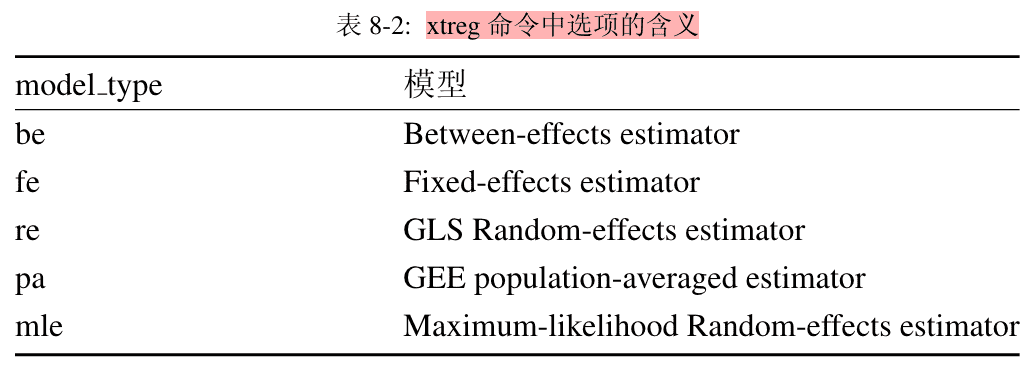 表 8-2: xtreg 命令中选项的含义
model_type 模型
be Between-effects estimator
fe Fixed-effects estimator
re GLS Random-effects estimator
pa GEE population-averaged estimator
mle Maximum-likelihood Random-effects estimator